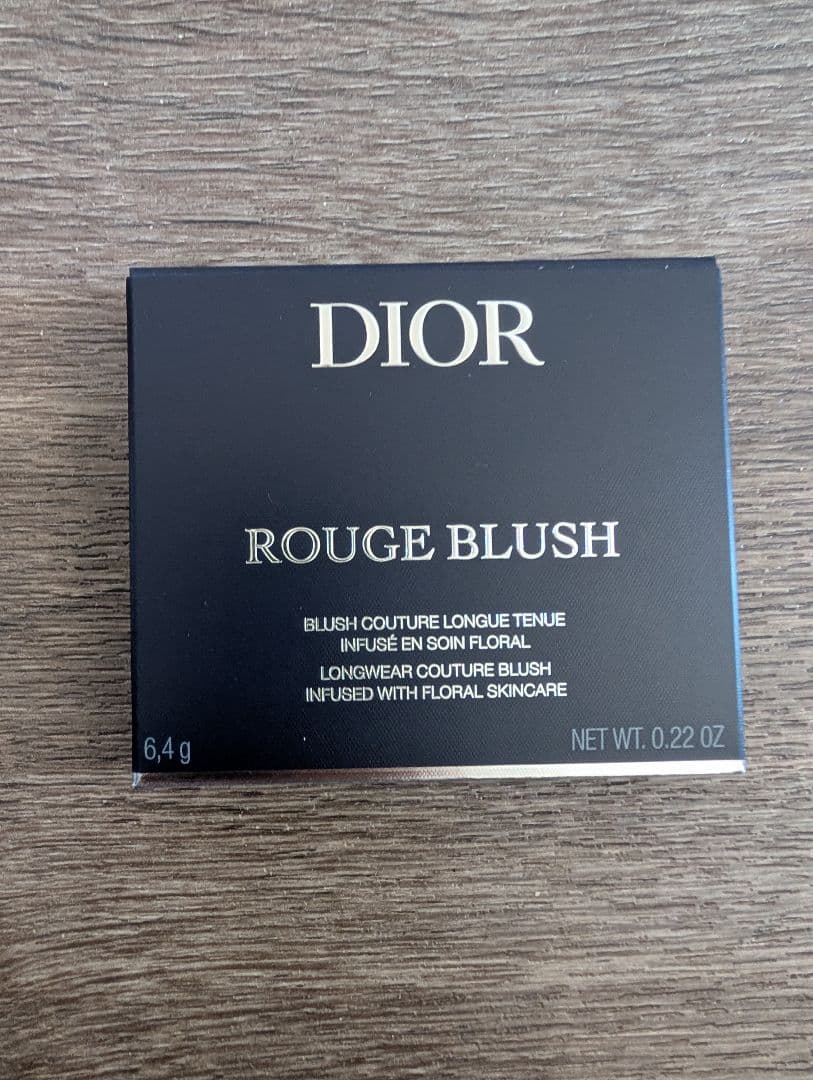 DIOR
ROUGE BLUSH
BLUSH COUTURE LONGUE TENUE
INFUSÉ EN SOIN FLORAL
LONGWEAR COUTURE BLUSH
INFUSED WITH FLORAL SKINCARE
6,4 g
NET WT. 0.22 OZ